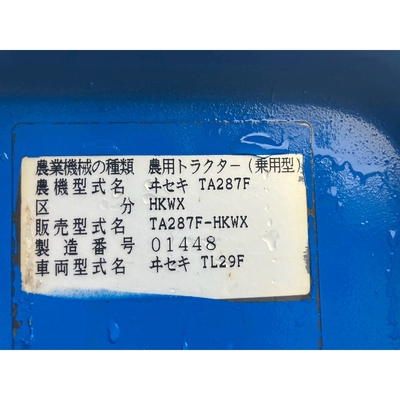 農業機械の種類 農用トラクター(乗用型)
農機型式名 ヰセキ TA287F
区分 HKWX
販売型式名 TA287F-HKWX
製造番号 01448
車両型式名 ヰセキ TL29F